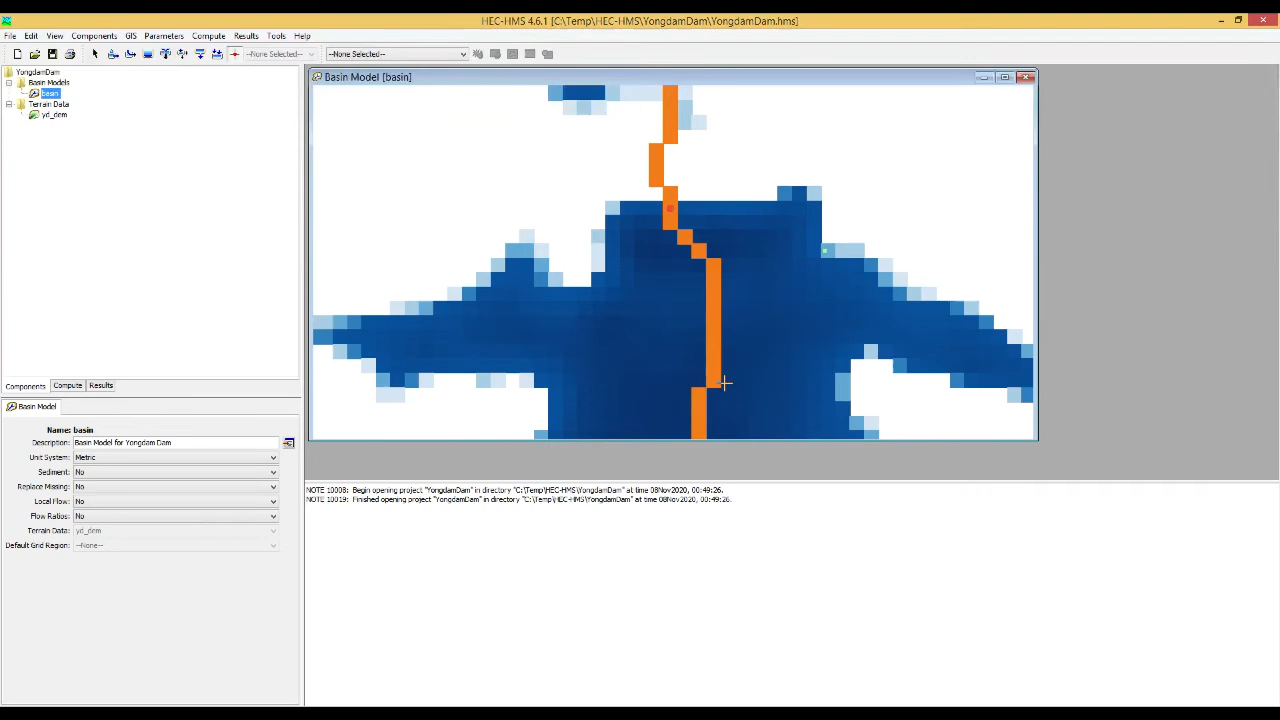 HEC-HMS 4.6.1 [C:\Temp\HEC-HMS\YongdamDam\YongdamDam.hms]
File Edit View Components GIS Parameters Compute Results Tools Help
--None Selected-- --None Selected--
YongdamDam
Basin Models
basin
Terrain Data
yd_dem
Basin Model [basin]
Components Compute Results
Basin Model
Name: basin
Description: Basin Model for Yongdam Dam
Unit System: Metric
Sediment: No
Replace Missing: No
Local Flow: No
Flow Ratios: No
Terrain Data: yd_dem
Default Grid Region: --None--
NOTE 10008: Begin opening project "YongdamDam" in directory "C:\Temp\HEC-HMS\YongdamDam" at time 08Nov2020, 00:49:26.
NOTE 10019: Finished opening project "YongdamDam" in directory "C:\Temp\HEC-HMS\YongdamDam" at time 08Nov2020, 00:49:26.